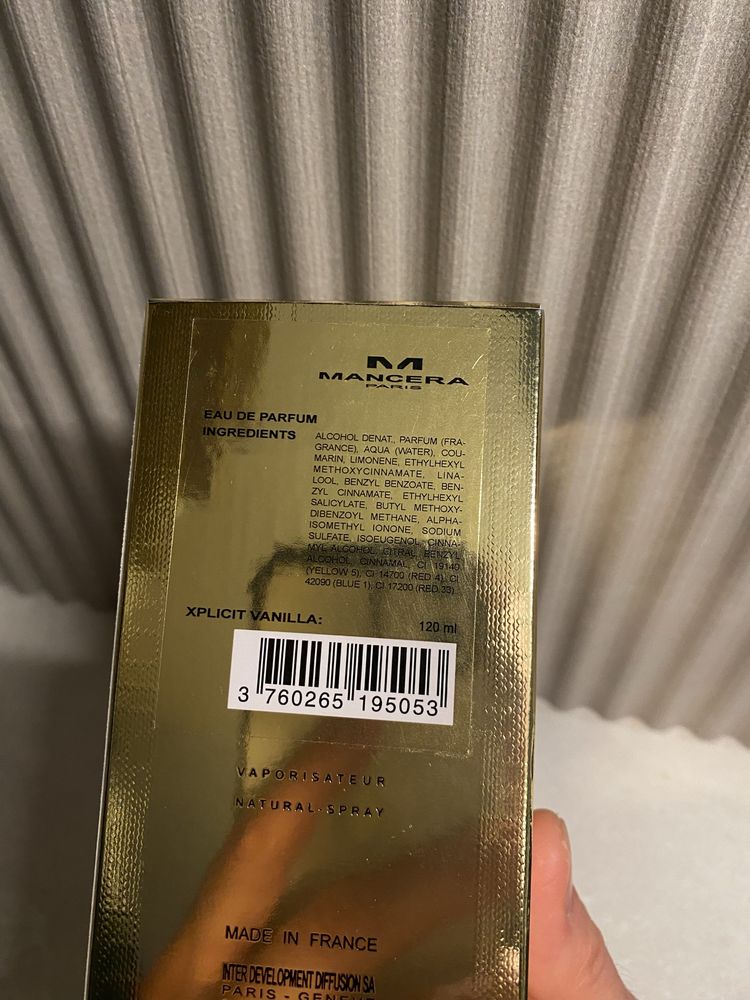 M
MANCERA
PARIS
EAU DE PARFUM
INGREDIENTS
ALCOHOL DENAT., PARFUM (FRA-
GRANCE), AQUA (WATER), COU-
MARIN, LIMONENE, ETHYLHEXYL
METHOXYCINNAMATE, LINA-
LOOL, BENZYL BENZOATE, BEN-
ZYL CINNAMATE, ETHYLHEXYL
SALICYLATE, BUTYL METHOXY-
DIBENZOYL METHANE, ALPHA-
ISOMETHYL IONONE, SODIUM
SULFATE, ISOEUGENOL, CINNA-
MYL ALCOHOL, CITRAL, BENZYL
ALCOHOL, CINNAMAL, CI 19140
(YELLOW 5), CI 14700 (RED 4), CI
42090 (BLUE 1), CI 17200 (RED 33)
XPLICIT VANILLA:
120 ml
3 760265 195053
VAPORISATEUR
NATURAL-SPRAY
MADE IN FRANCE
INTER DEVELOPMENT DIFFUSION SA
PARIS - GENEVE